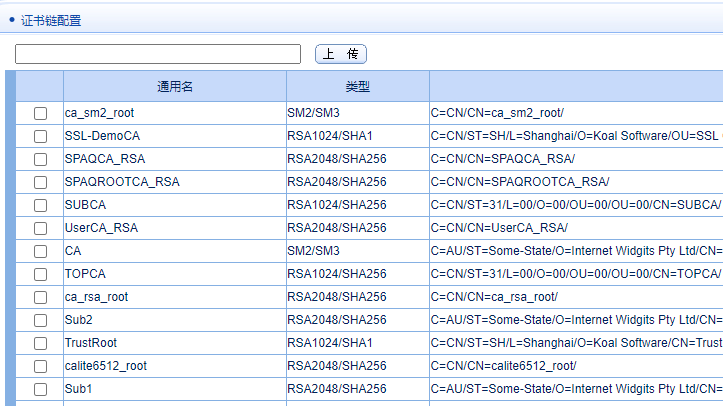 证书链配置
上 传
通用名 类型
ca_sm2_root SM2/SM3 C=CN/CN=ca_sm2_root/
SSL-DemoCA RSA1024/SHA1 C=CN/ST=SH/L=Shanghai/O=Koal Software/OU=SSL
SPAQCA_RSA RSA2048/SHA256 C=CN/CN=SPAQCA_RSA/
SPAQROOTCA_RSA RSA2048/SHA256 C=CN/CN=SPAQROOTCA_RSA/
SUBCA RSA1024/SHA256 C=CN/ST=31/L=00/O=00/OU=00/OU=00/CN=SUBCA/
UserCA_RSA RSA2048/SHA256 C=CN/CN=UserCA_RSA/
CA SM2/SM3 C=AU/ST=Some-State/O=Internet Widgits Pty Ltd/CN=
TOPCA RSA1024/SHA256 C=CN/ST=31/L=00/O=00/OU=00/OU=00/CN=TOPCA/
ca_rsa_root RSA2048/SHA256 C=CN/CN=ca_rsa_root/
Sub2 RSA2048/SHA256 C=AU/ST=Some-State/O=Internet Widgits Pty Ltd/CN=
TrustRoot RSA1024/SHA1 C=CN/ST=SH/L=Shanghai/O=Koal Software/CN=Trust
calite6512_root RSA2048/SHA256 C=CN/CN=calite6512_root/
Sub1 RSA2048/SHA256 C=AU/ST=Some-State/O=Internet Widgits Pty Ltd/CN=